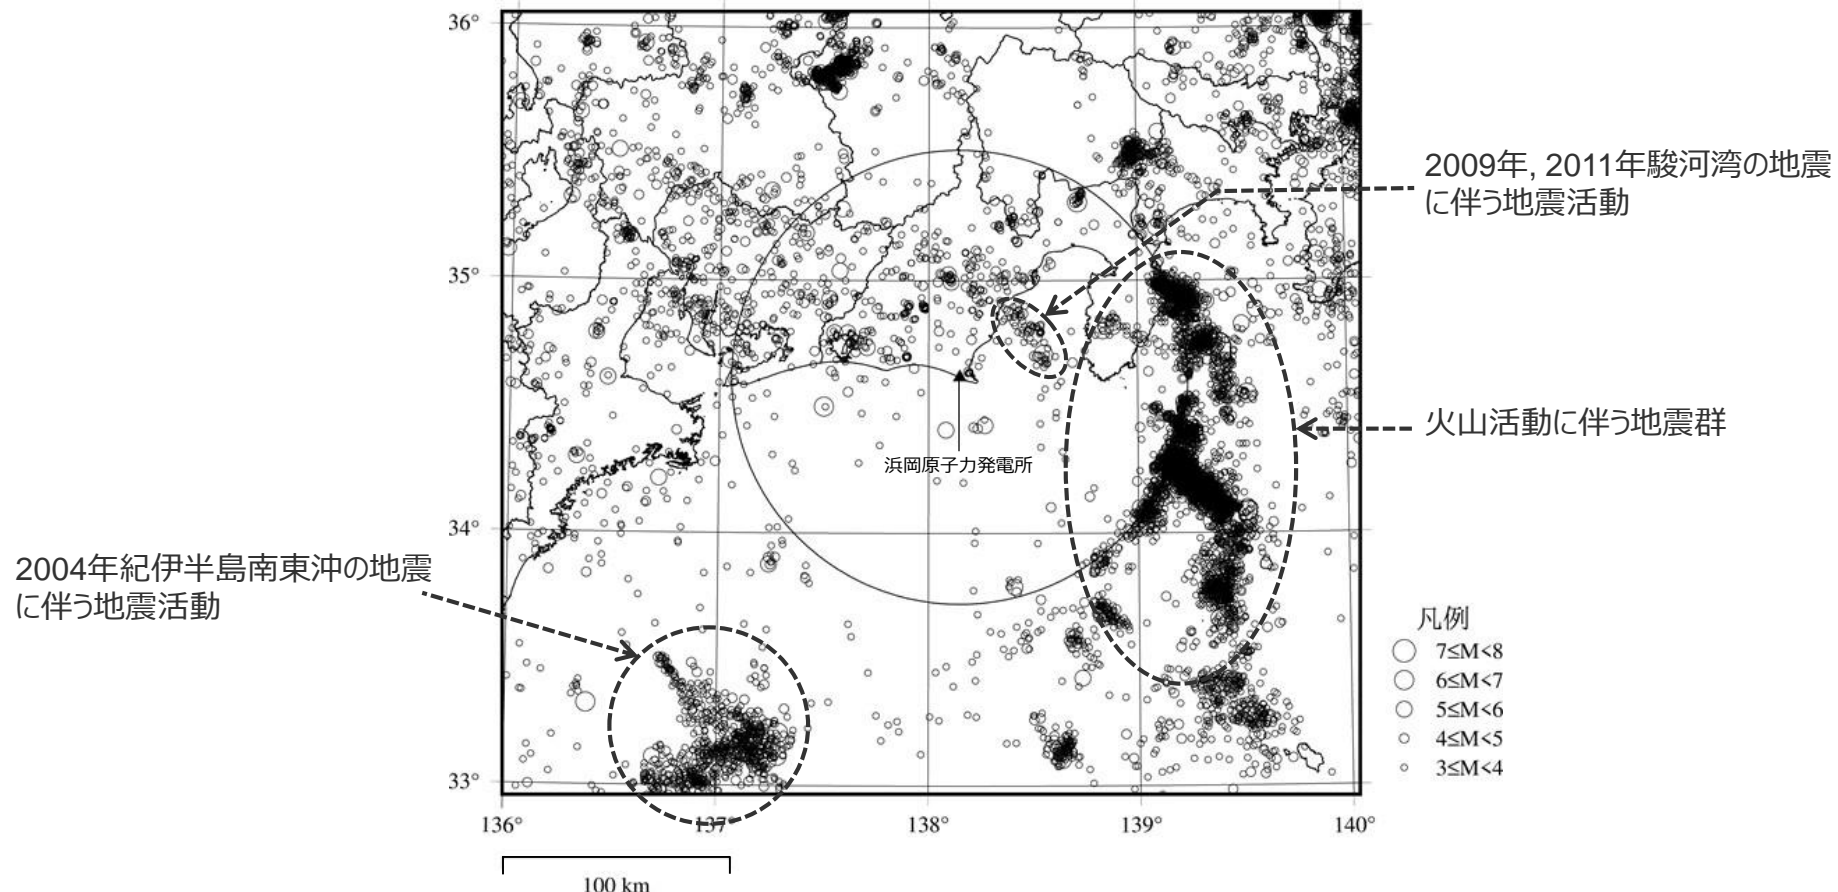 36°
35°
34°
33°
136°
137°
138°
139°
140°
100 km
2009年, 2011年駿河湾の地震
に伴う地震活動
火山活動に伴う地震群
浜岡原子力発電所
2004年紀伊半島南東沖の地震
に伴う地震活動
凡例
7≤M<8
6≤M<7
5≤M<6
4≤M<5
3≤M<4